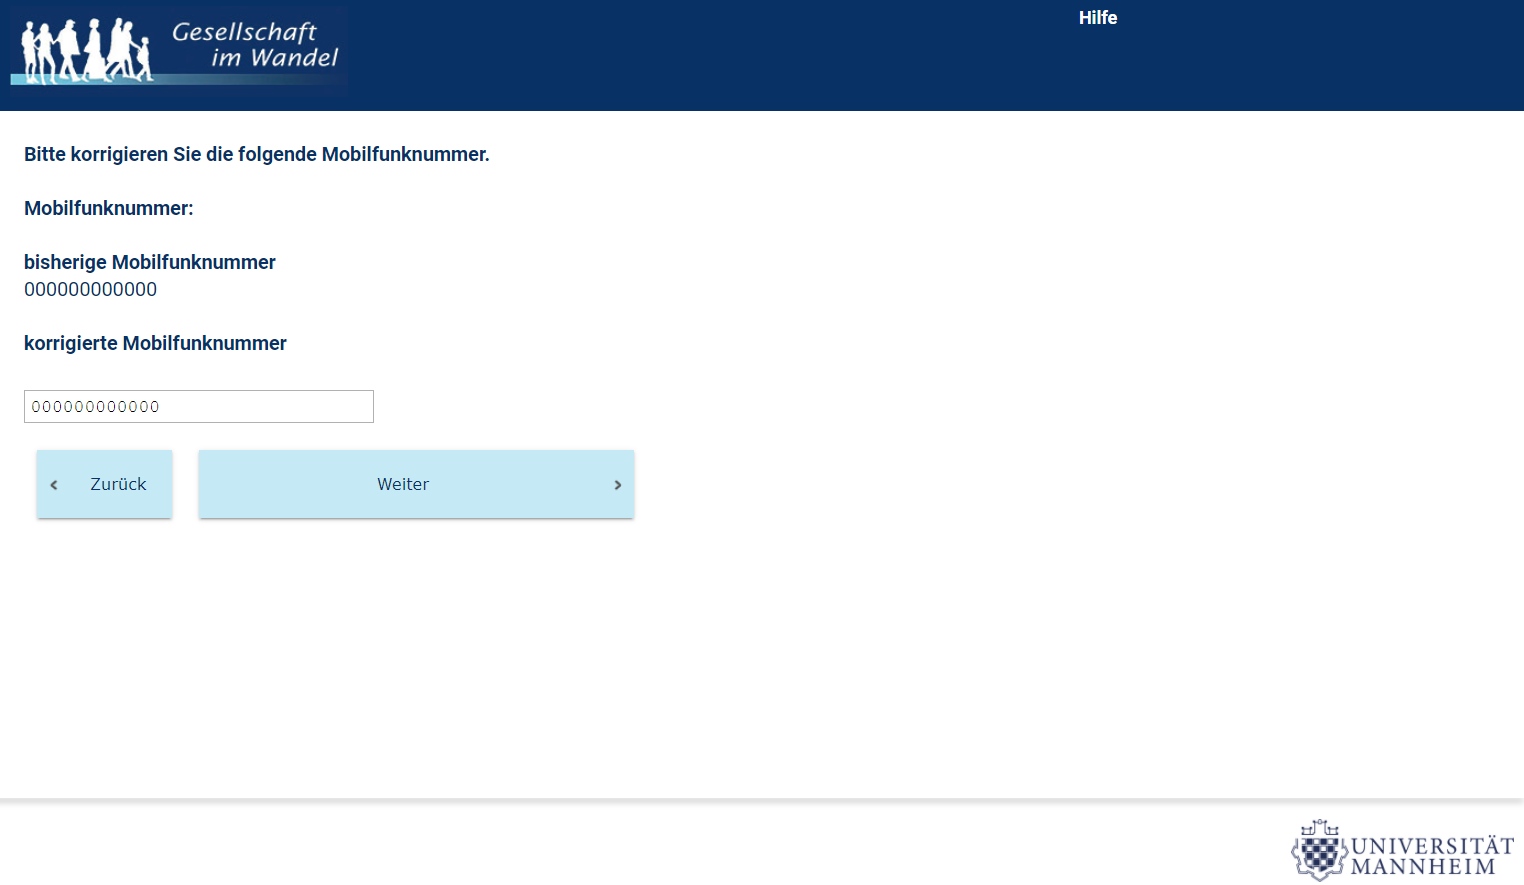 Gesellschaft
im Wandel
Hilfe
Bitte korrigieren Sie die folgende Mobilfunknummer.
Mobilfunknummer:
bisherige Mobilfunknummer
000000000000
korrigierte Mobilfunknummer
000000000000
Zurück
Weiter
UNIVERSITÄT
MANNHEIM